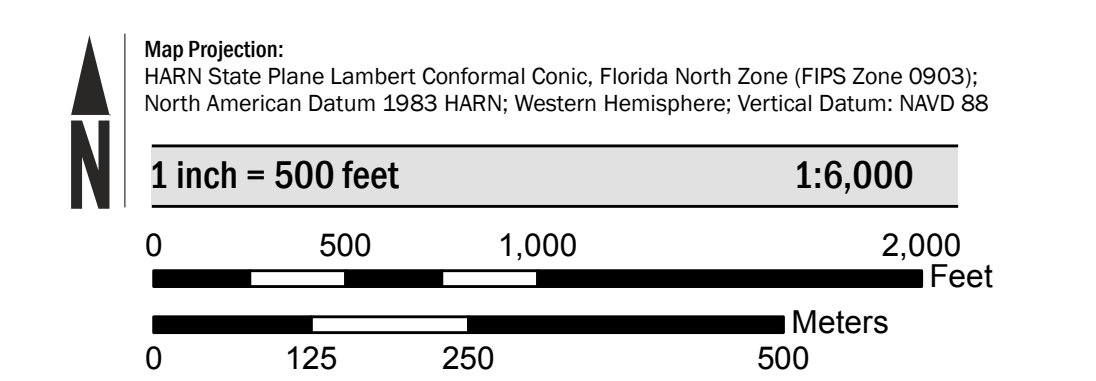 Map Projection:
HARN State Plane Lambert Conformal Conic, Florida North Zone (FIPS Zone 0903);
North American Datum 1983 HARN; Western Hemisphere; Vertical Datum: NAVD 88
N
1 inch = 500 feet 1:6,000
0 500 1,000 2,000
Feet
Meters
0 125 250 500